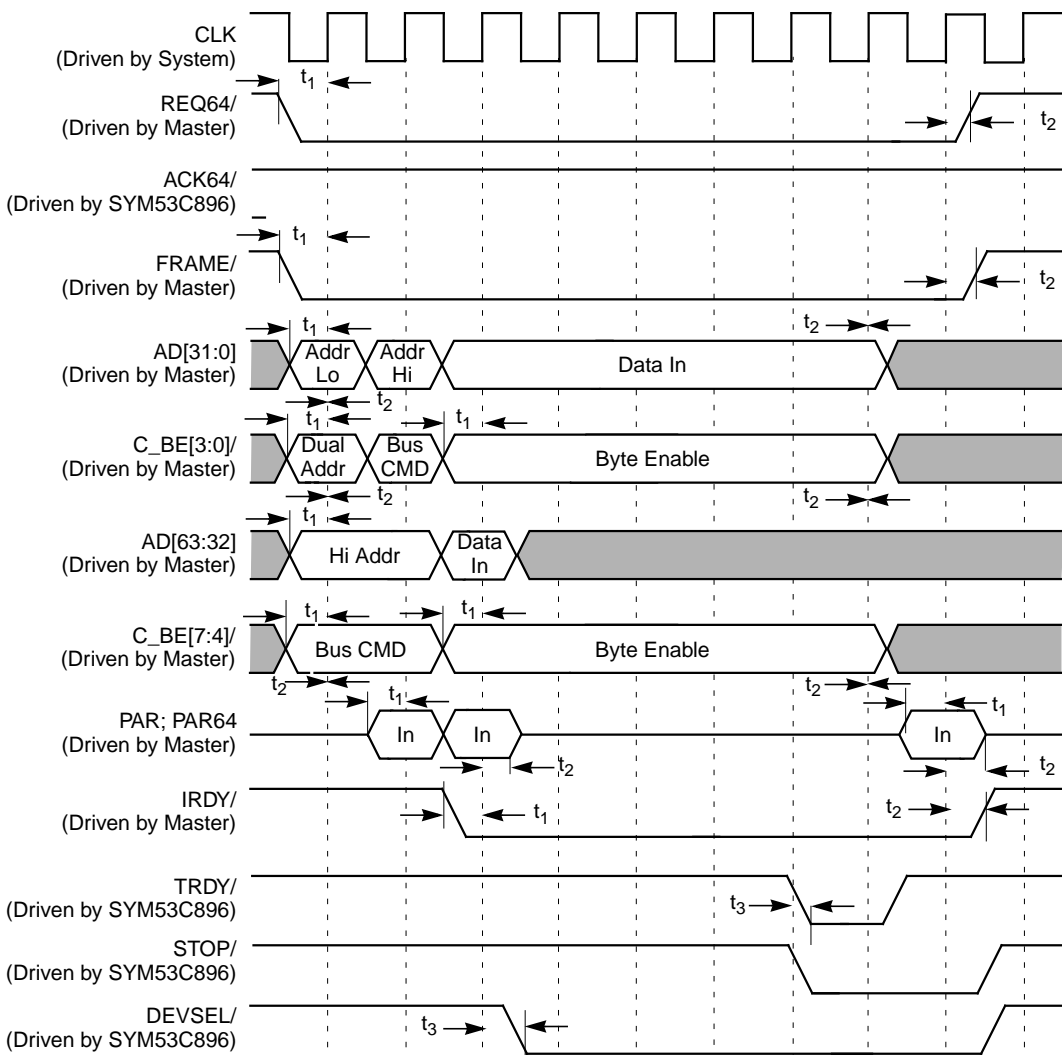 CLK
(Driven by System)
t1
REQ64/
(Driven by Master)
t2
ACK64/
(Driven by SYM53C896)
t1
FRAME/
(Driven by Master)
t2
t1
t2
AD[31:0]
(Driven by Master)
Addr
Lo
Addr
Hi
Data In
t2
t1
t1
C_BE[3:0]/
(Driven by Master)
Dual
Addr
Bus
CMD
Byte Enable
t2
t2
t1
AD[63:32]
(Driven by Master)
Hi Addr
Data
In
t1
t1
C_BE[7:4]/
(Driven by Master)
Bus CMD
Byte Enable
t2
t2
t1
t1
PAR; PAR64
(Driven by Master)
In
In
In
t2
t2
IRDY/
(Driven by Master)
t1
t2
TRDY/
(Driven by SYM53C896)
t3
STOP/
(Driven by SYM53C896)
DEVSEL/
(Driven by SYM53C896)
t3